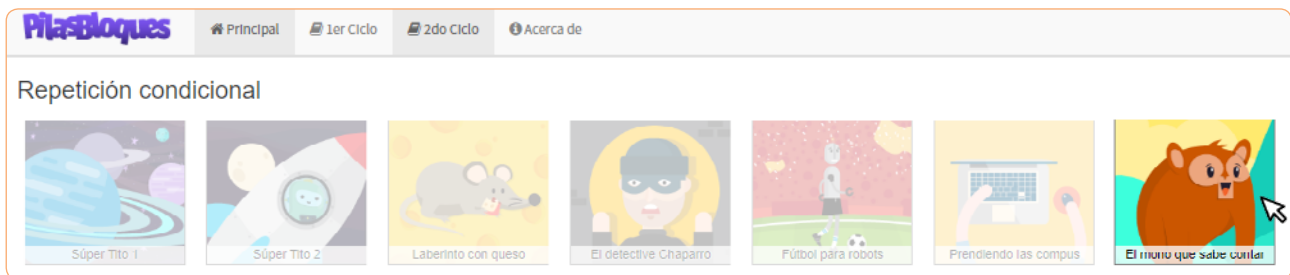 PilasBloques Principal 1er Ciclo 2do Ciclo Acerca de
Repetición condicional
Súper Tito 1 Súper Tito 2 Laberinto con queso El detective Chaparro Fútbol para robots Prendiendo las compus El mono que sabe contar